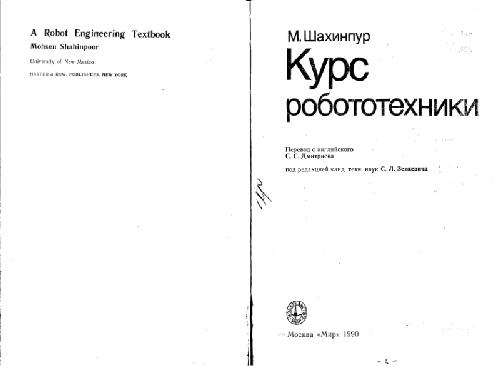 A Robot Engineering Textbook
Mohsen Shahinpoor
University of New Mexico
HARPER & ROW, PUBLISHERS, NEW YORK
М. Шахинпур
Курс
робототехники
Перевод с английского
С. С. Дмитриева
под редакцией канд. техн. наук С. Л. Зенкевича
Москва «Мир» 1990